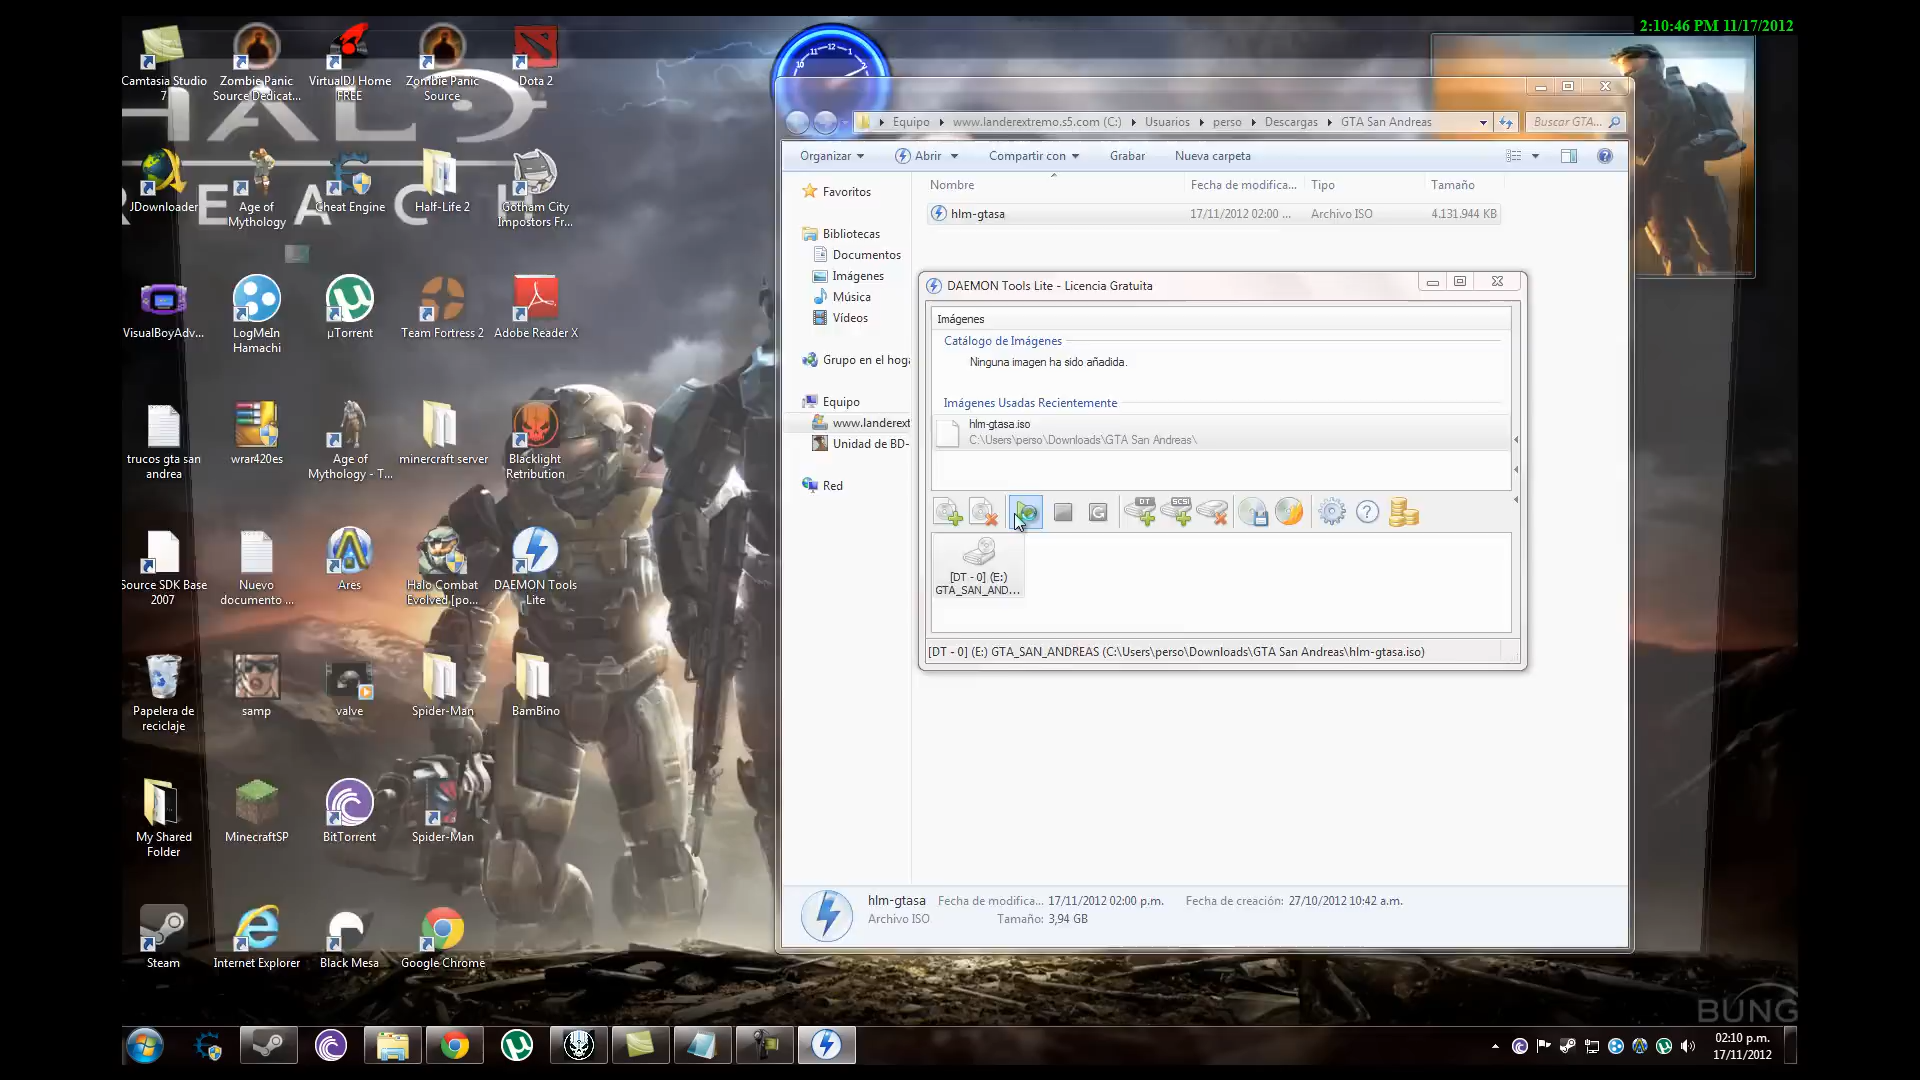 2:10:46 PM 11/17/2012
Camtasia Studio
7
Zombie Panic
Source Dedicat...
VirtualDJ Home
FREE
Zombie Panic
Source
Dota 2
HALO
REACH
JDownloader
Age of
Mythology
Cheat Engine
Half-Life 2
Gotham City
Impostors Fr...
VisualBoyAdv...
LogMeIn
Hamachi
µTorrent
Team Fortress 2
Adobe Reader X
trucos gta san
andrea
wrar420es
Age of
Mythology - T...
minercraft server
Blacklight
Retribution
Source SDK Base
2007
Nuevo
documento ...
Ares
Halo Combat
Evolved [po...
DAEMON Tools
Lite
Papelera de
reciclaje
samp
valve
Spider-Man
BamBino
My Shared
Folder
MinecraftSP
BitTorrent
Spider-Man
Steam
Internet Explorer
Black Mesa
Google Chrome
Equipo
www.landerextremo.s5.com (C:)
Usuarios
perso
Descargas
GTA San Andreas
Buscar GTA...
Organizar
Abrir
Compartir con
Grabar
Nueva carpeta
Nombre
Fecha de modifica...
Tipo
Tamaño
hlm-gtasa
17/11/2012 02:00 ...
Archivo ISO
4.131.944 KB
Favoritos
Bibliotecas
Documentos
Imágenes
Música
Vídeos
Grupo en el hoga
Equipo
www.landerext
Unidad de BD-
Red
DAEMON Tools Lite - Licencia Gratuita
Imágenes
Catálogo de Imágenes
Ninguna imagen ha sido añadida.
Imágenes Usadas Recientemente
hlm-gtasa.iso
C:\Users\perso\Downloads\GTA San Andreas\
DT
SCSI
[DT - 0] (E:)
GTA_SAN_AND...
[DT - 0] (E:) GTA_SAN_ANDREAS (C:\Users\perso\Downloads\GTA San Andreas\hlm-gtasa.iso)
hlm-gtasa
Fecha de modifica... 17/11/2012 02:00 p.m.
Fecha de creación: 27/10/2012 10:42 a.m.
Archivo ISO
Tamaño: 3,94 GB
BUNG
02:10 p.m.
17/11/2012